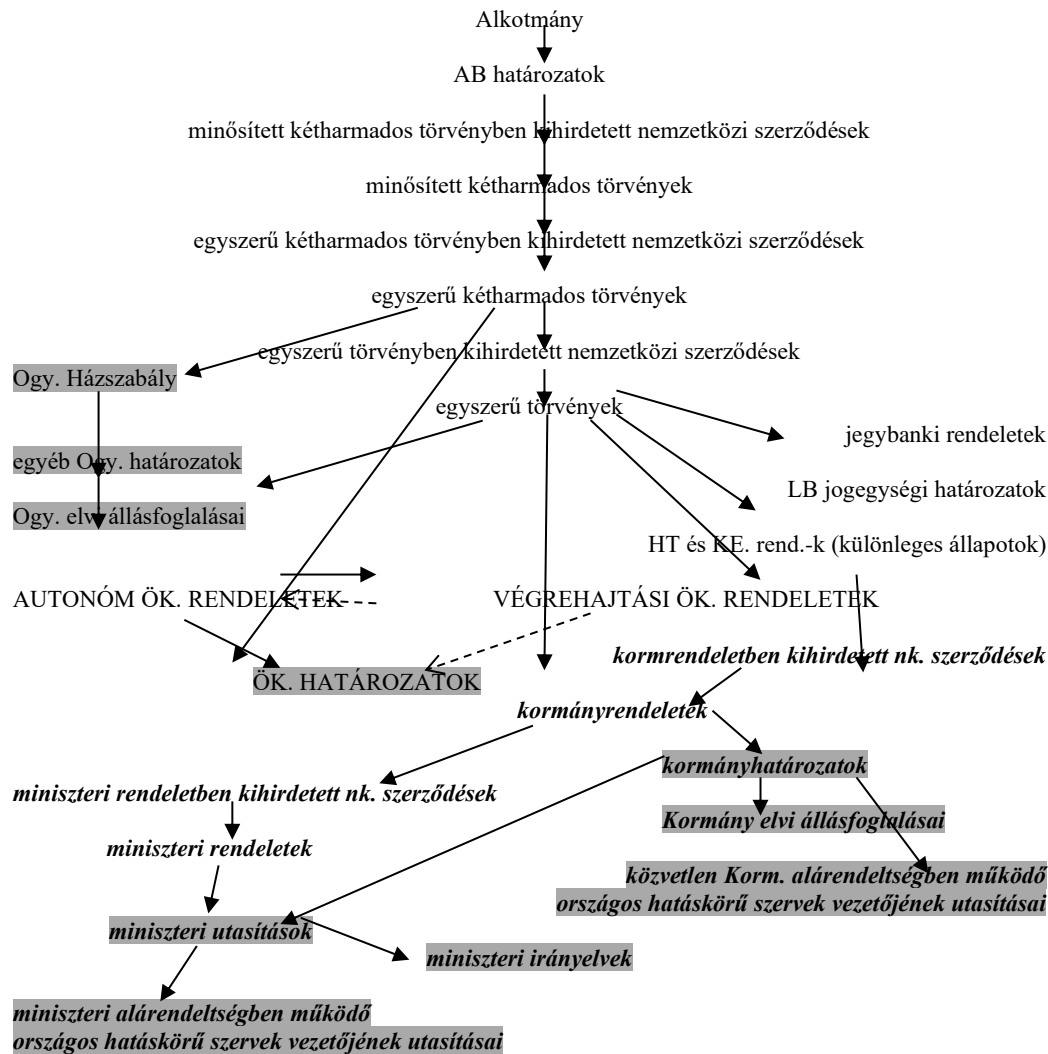 Alkotmány
AB határozatok
minősített kétharmados törvényben kihirdetett nemzetközi szerződések
minősített kétharmados törvények
egyszerű kétharmados törvényben kihirdetett nemzetközi szerződések
egyszerű kétharmados törvények
egyszerű törvényben kihirdetett nemzetközi szerződések
Ogy. Házszabály
egyszerű törvények
jegybanki rendeletek
egyéb Ogy. határozatok
LB jogegységi határozatok
Ogy. elvi állásfoglalásai
HT és KE. rend.-k (különleges állapotok)
AUTONÓM ÖK. RENDELETEK
VÉGREHAJTÁSI ÖK. RENDELETEK
kormrendeletben kihirdetett nk. szerződések
ÖK. HATÁROZATOK
kormányrendeletek
kormányhatározatok
miniszteri rendeletben kihirdetett nk. szerződések
Kormány elvi állásfoglalásai
miniszteri rendeletek
közvetlen Korm. alárendeltségben működő
országos hatáskörű szervek vezetőjének utasításai
miniszteri utasítások
miniszteri irányelvek
miniszteri alárendeltségben működő
országos hatáskörű szervek vezetőjének utasításai